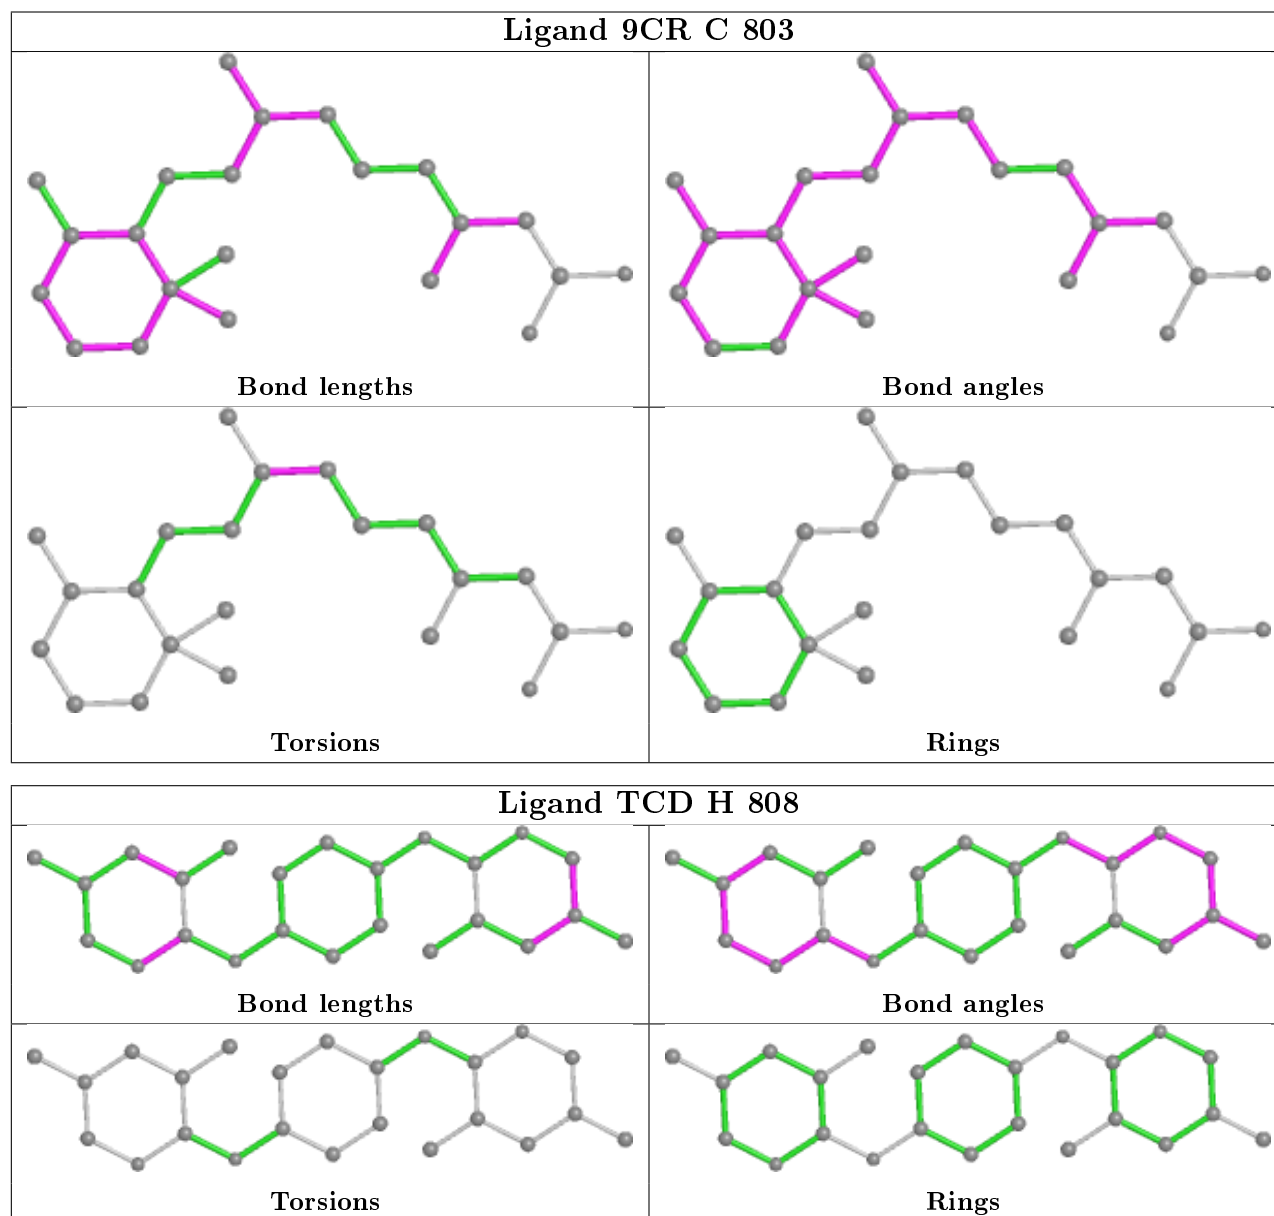 Ligand 9CR C 803
Bond lengths
Bond angles
Torsions
Rings
Ligand TCD H 808
Bond lengths
Bond angles
Torsions
Rings